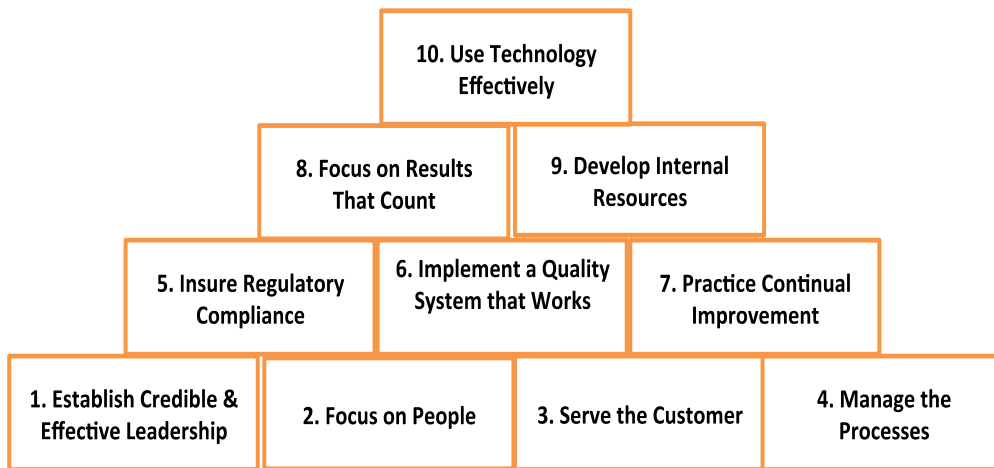 10. Use Technology
Effectively
8. Focus on Results
That Count
9. Develop Internal
Resources
5. Insure Regulatory
Compliance
6. Implement a Quality
System that Works
7. Practice Continual
Improvement
1. Establish Credible &
Effective Leadership
2. Focus on People
3. Serve the Customer
4. Manage the
Processes